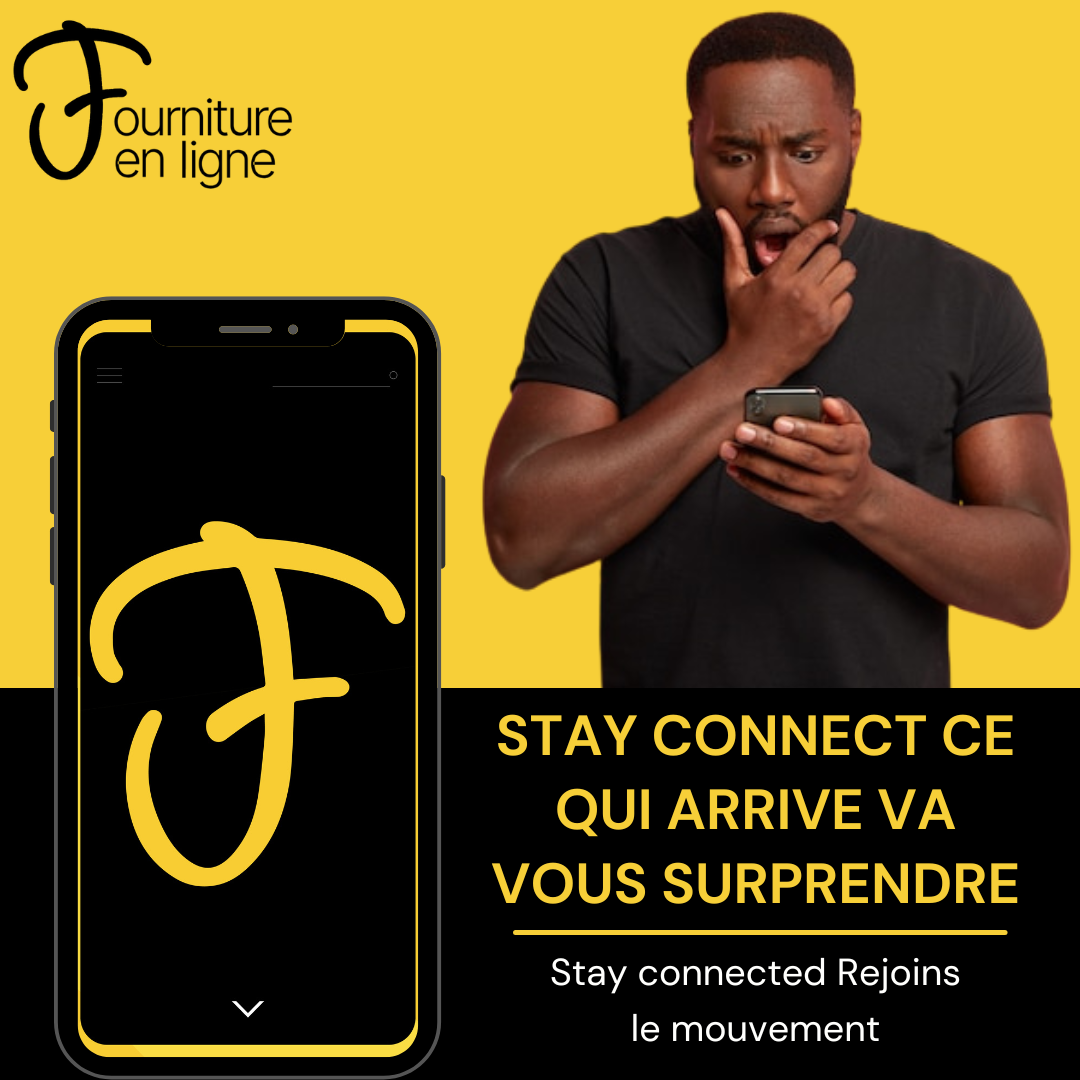 Fourniture
en ligne
F
STAY CONNECT CE
QUI ARRIVE VA
VOUS SURPRENDRE
Stay connected Rejoins
le mouvement